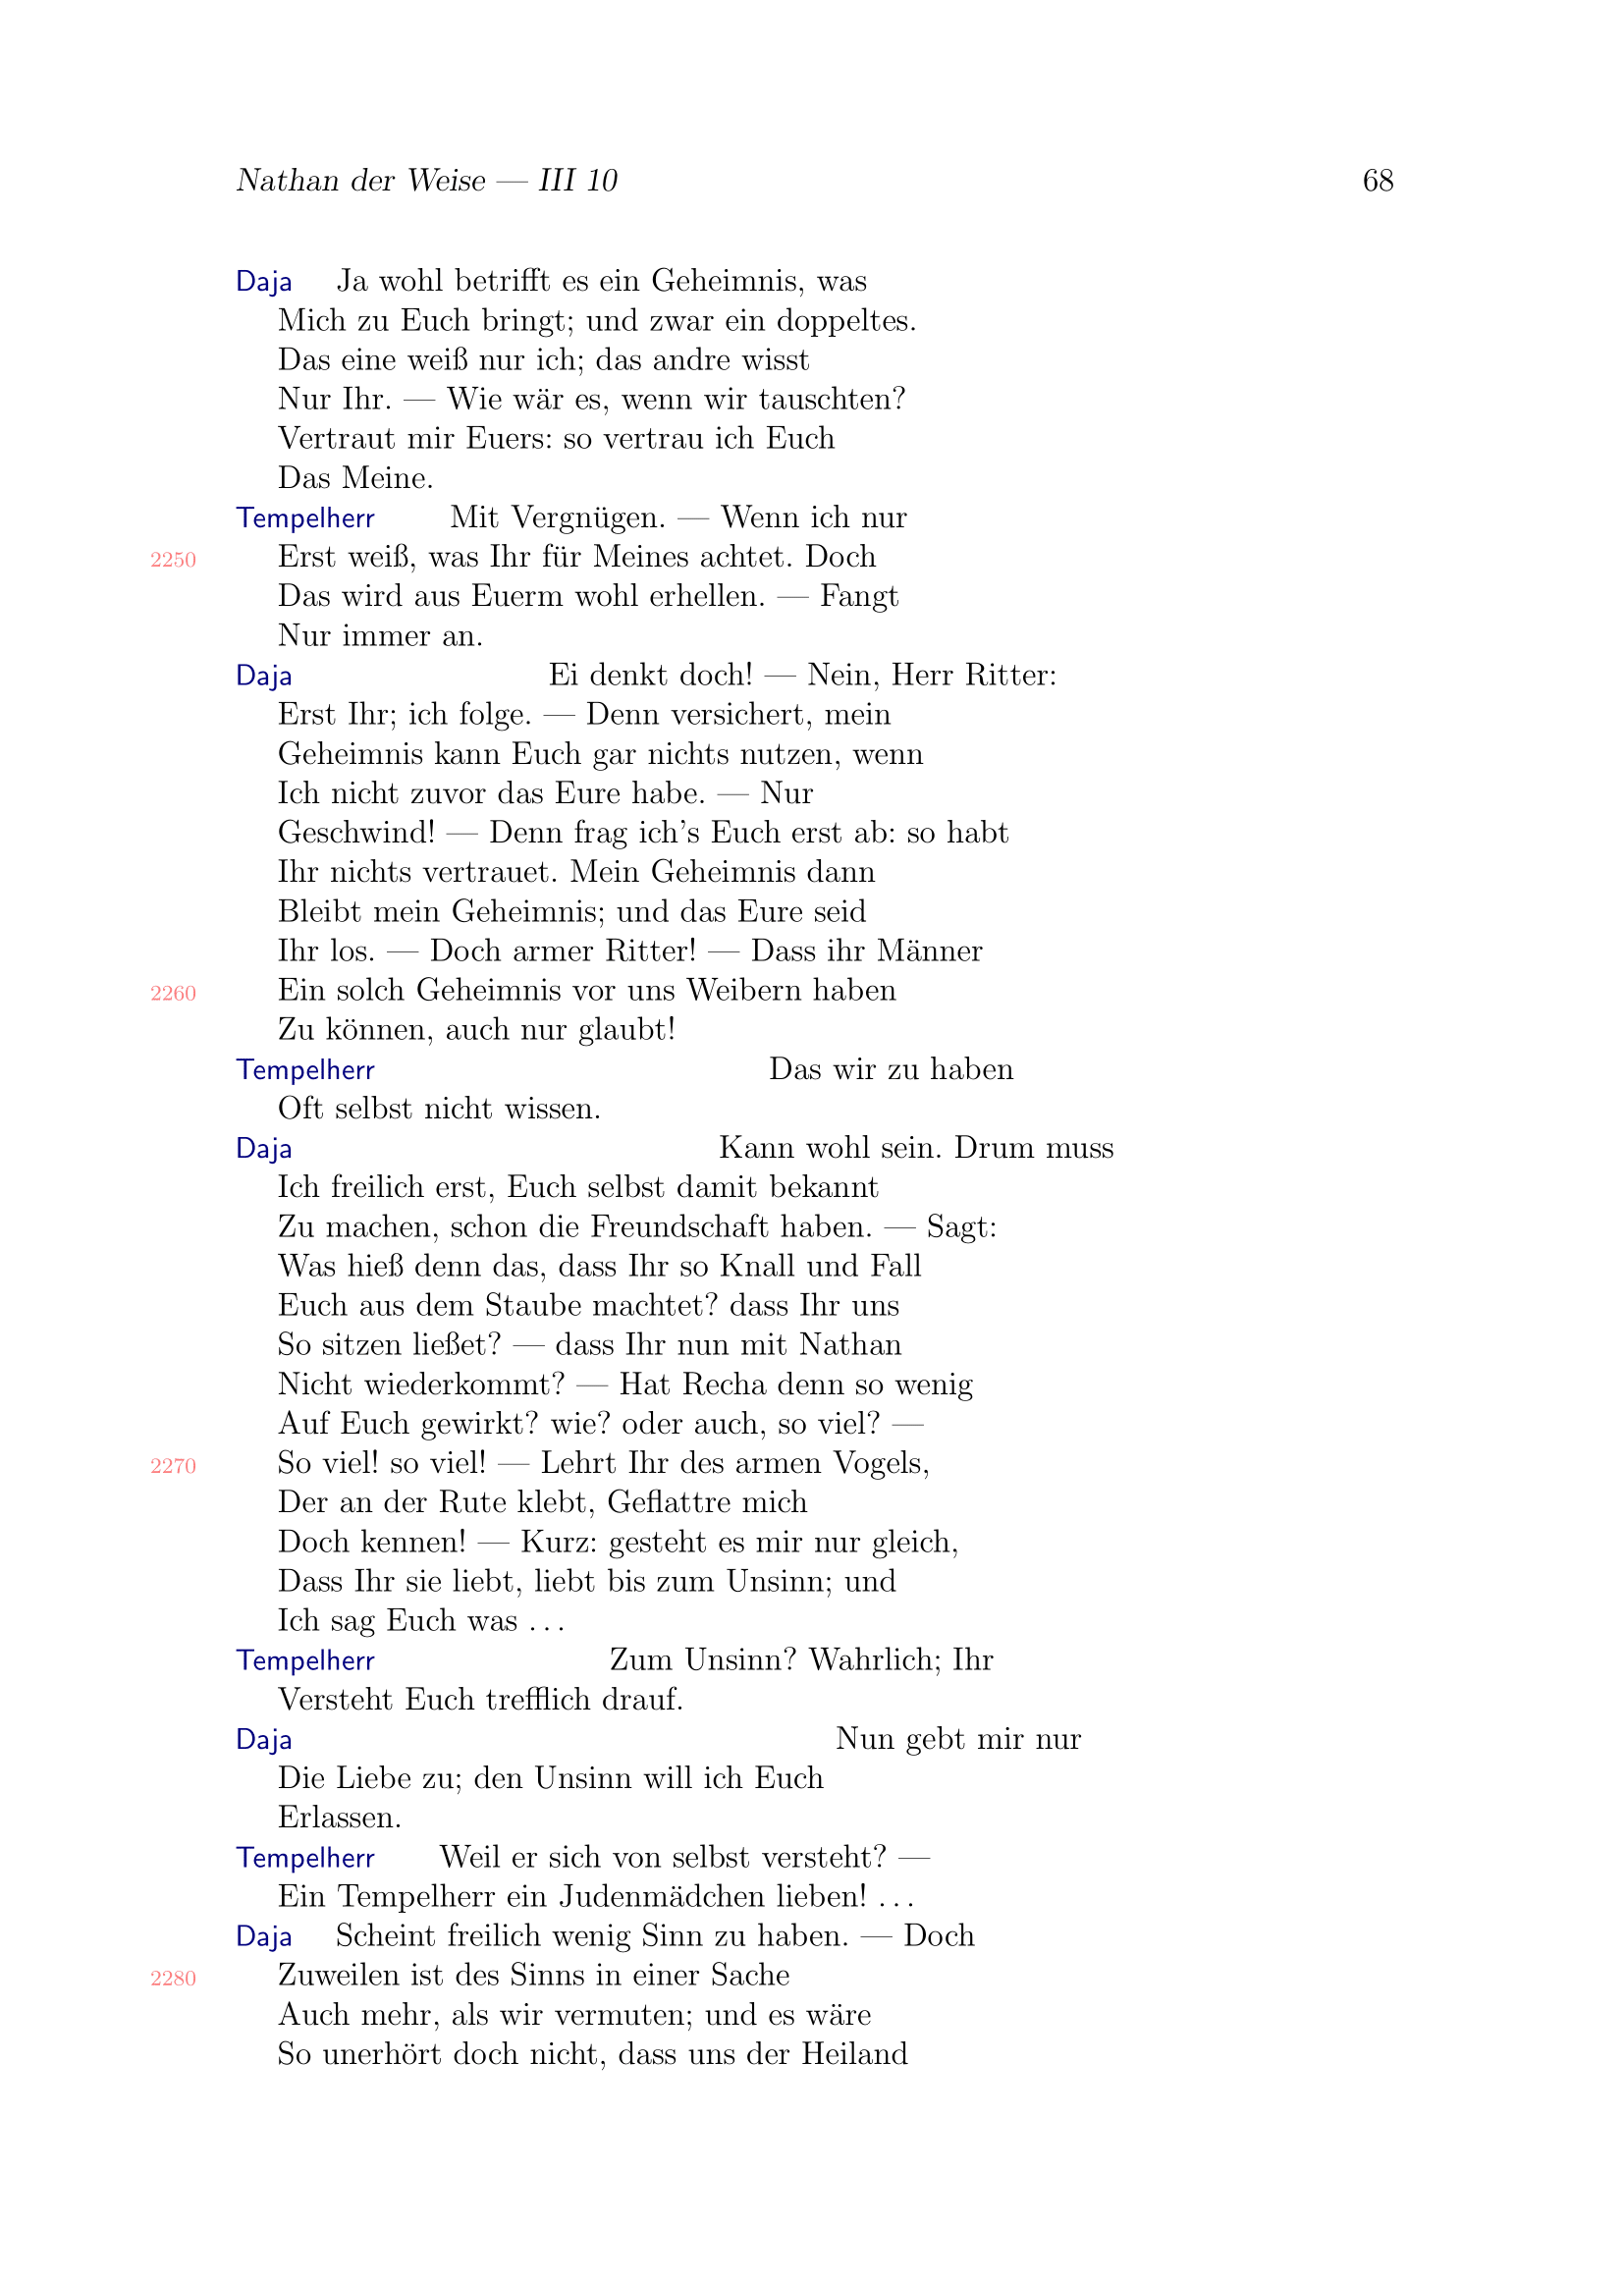 Nathan der Weise — III 10 68
Daja Ja wohl betrifft es ein Geheimnis, was
Mich zu Euch bringt; und zwar ein doppeltes.
Das eine weiß nur ich; das andre wisst
Nur Ihr. — Wie wär es, wenn wir tauschten?
Vertraut mir Euers: so vertrau ich Euch
Das Meine.
Tempelherr Mit Vergnügen. — Wenn ich nur
2250 Erst weiß, was Ihr für Meines achtet. Doch
Das wird aus Euerm wohl erhellen. — Fangt
Nur immer an.
Daja Ei denkt doch! — Nein, Herr Ritter:
Erst Ihr; ich folge. — Denn versichert, mein
Geheimnis kann Euch gar nichts nutzen, wenn
Ich nicht zuvor das Eure habe. — Nur
Geschwind! — Denn frag ich's Euch erst ab: so habt
Ihr nichts vertrauet. Mein Geheimnis dann
Bleibt mein Geheimnis; und das Eure seid
Ihr los. — Doch armer Ritter! — Dass ihr Männer
2260 Ein solch Geheimnis vor uns Weibern haben
Zu können, auch nur glaubt!
Tempelherr Das wir zu haben
Oft selbst nicht wissen.
Daja Kann wohl sein. Drum muss
Ich freilich erst, Euch selbst damit bekannt
Zu machen, schon die Freundschaft haben. — Sagt:
Was hieß denn das, dass Ihr so Knall und Fall
Euch aus dem Staube machtet? dass Ihr uns
So sitzen ließet? — dass Ihr nun mit Nathan
Nicht wiederkommt? — Hat Recha denn so wenig
Auf Euch gewirkt? wie? oder auch, so viel? —
2270 So viel! so viel! — Lehrt Ihr des armen Vogels,
Der an der Rute klebt, Geflattre mich
Doch kennen! — Kurz: gesteht es mir nur gleich,
Dass Ihr sie liebt, liebt bis zum Unsinn; und
Ich sag Euch was ...
Tempelherr Zum Unsinn? Wahrlich; Ihr
Versteht Euch trefflich drauf.
Daja Nun gebt mir nur
Die Liebe zu; den Unsinn will ich Euch
Erlassen.
Tempelherr Weil er sich von selbst versteht? —
Ein Tempelherr ein Judenmädchen lieben! ...
Daja Scheint freilich wenig Sinn zu haben. — Doch
2280 Zuweilen ist des Sinns in einer Sache
Auch mehr, als wir vermuten; und es wäre
So unerhört doch nicht, dass uns der Heiland